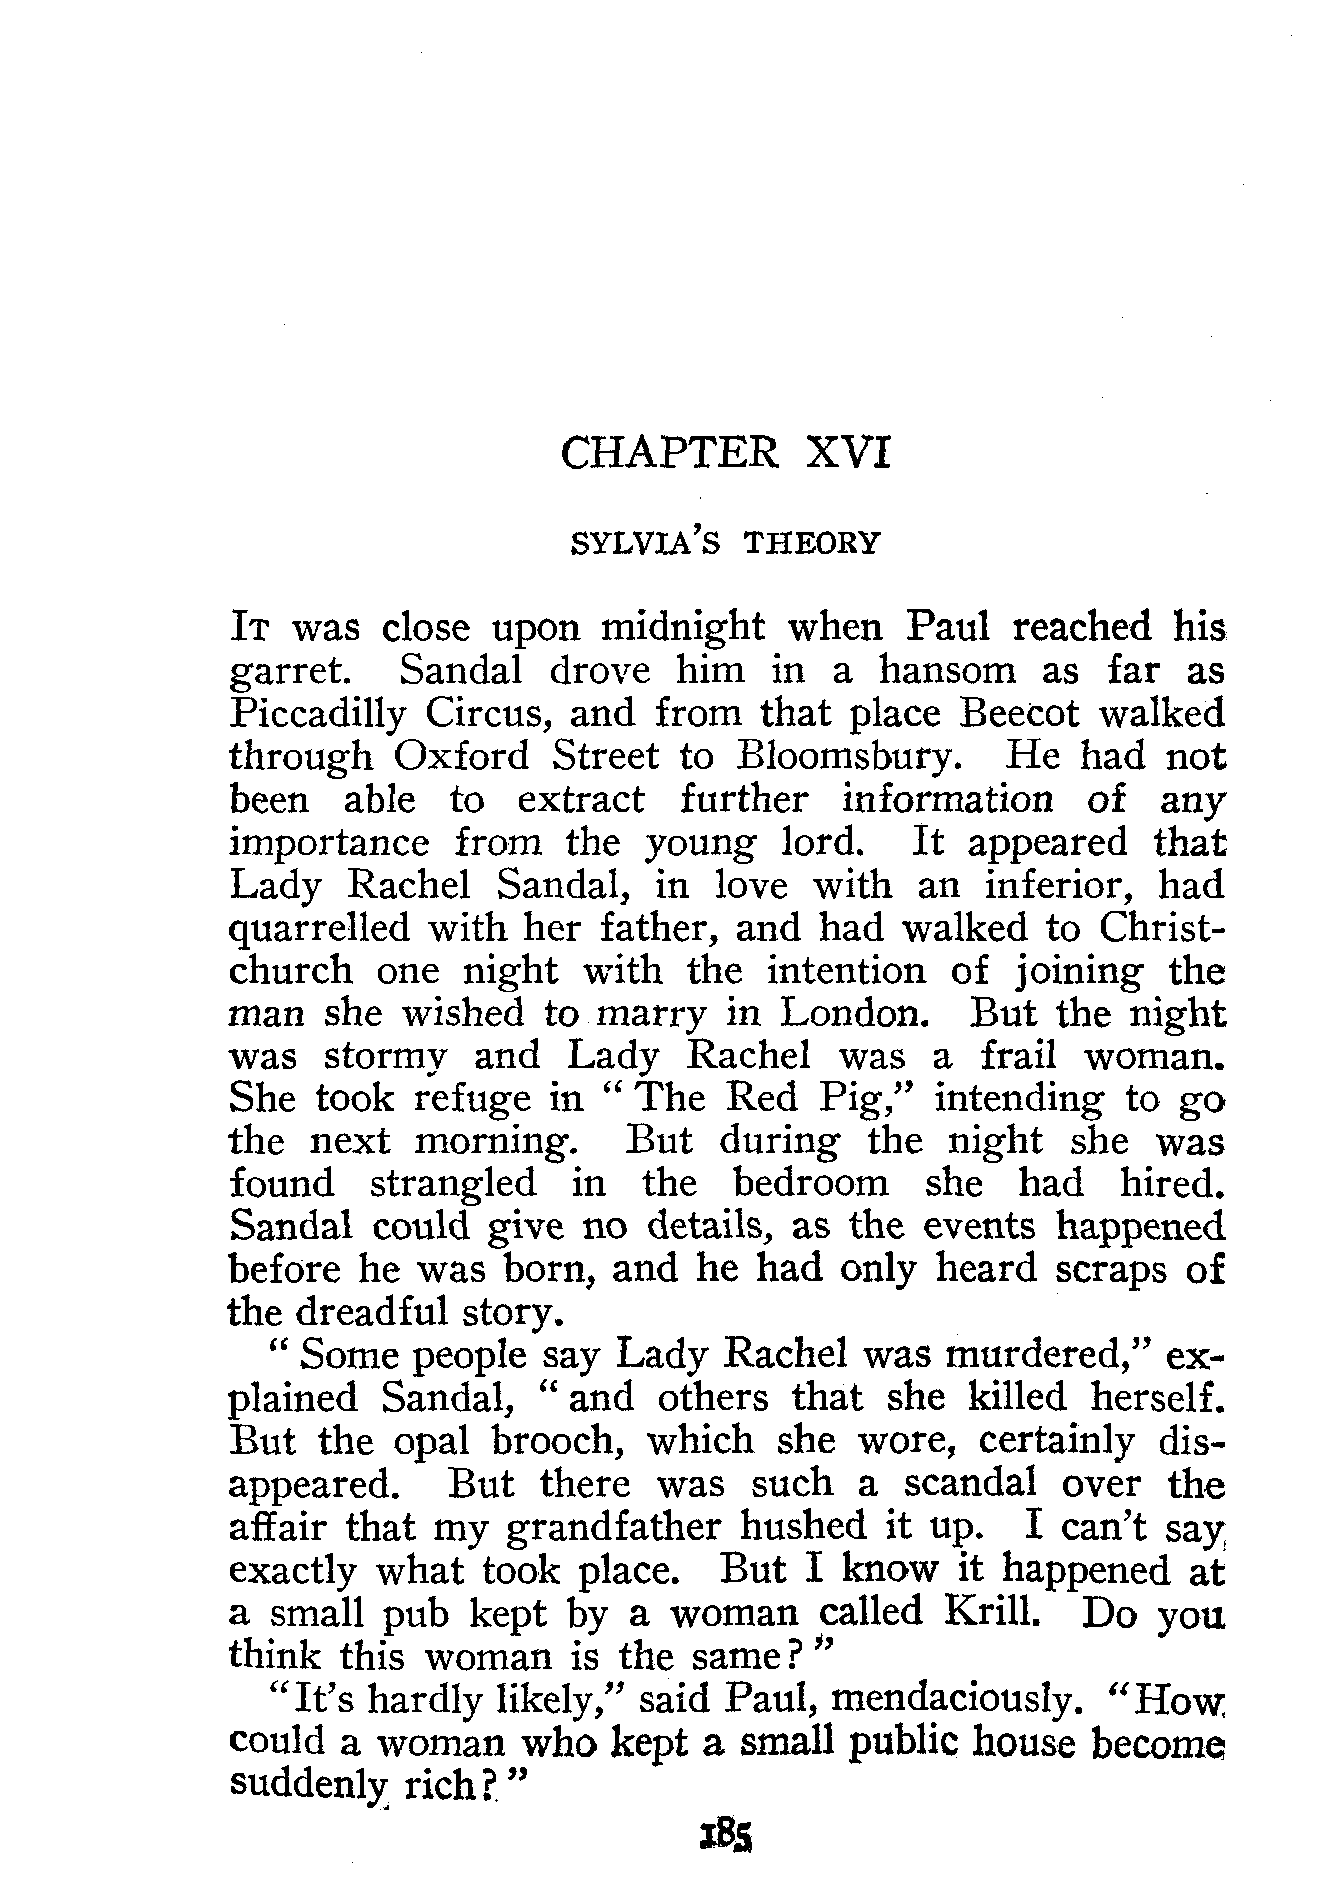 CHAPTER XVI
SYLVIA'S THEORY
IT was close upon midnight when Paul reached his
garret. Sandal drove him in a hansom as far as
Piccadilly Circus, and from that place Beecot walked
through Oxford Street to Bloomsbury. He had not
been able to extract further information of any
importance from the young lord. It appeared that
Lady Rachel Sandal, in love with an inferior, had
quarrelled with her father, and had walked to Christ-
church one night with the intention of joining the
man she wished to marry in London. But the night
was stormy and Lady Rachel was a frail woman.
She took refuge in "The Red Pig," intending to go
the next morning. But during the night she was
found strangled in the bedroom she had hired.
Sandal could give no details, as the events happened
before he was born, and he had only heard scraps of
the dreadful story.
"Some people say Lady Rachel was murdered," ex-
plained Sandal, "and others that she killed herself.
But the opal brooch, which she wore, certainly dis-
appeared. But there was such a scandal over the
affair that my grandfather hushed it up. I can't say
exactly what took place. But I know it happened at
a small pub kept by a woman called Krill. Do you
think this woman is the same?"
"It's hardly likely," said Paul, mendaciously. "How
could a woman who kept a small public house become
suddenly rich?"
185